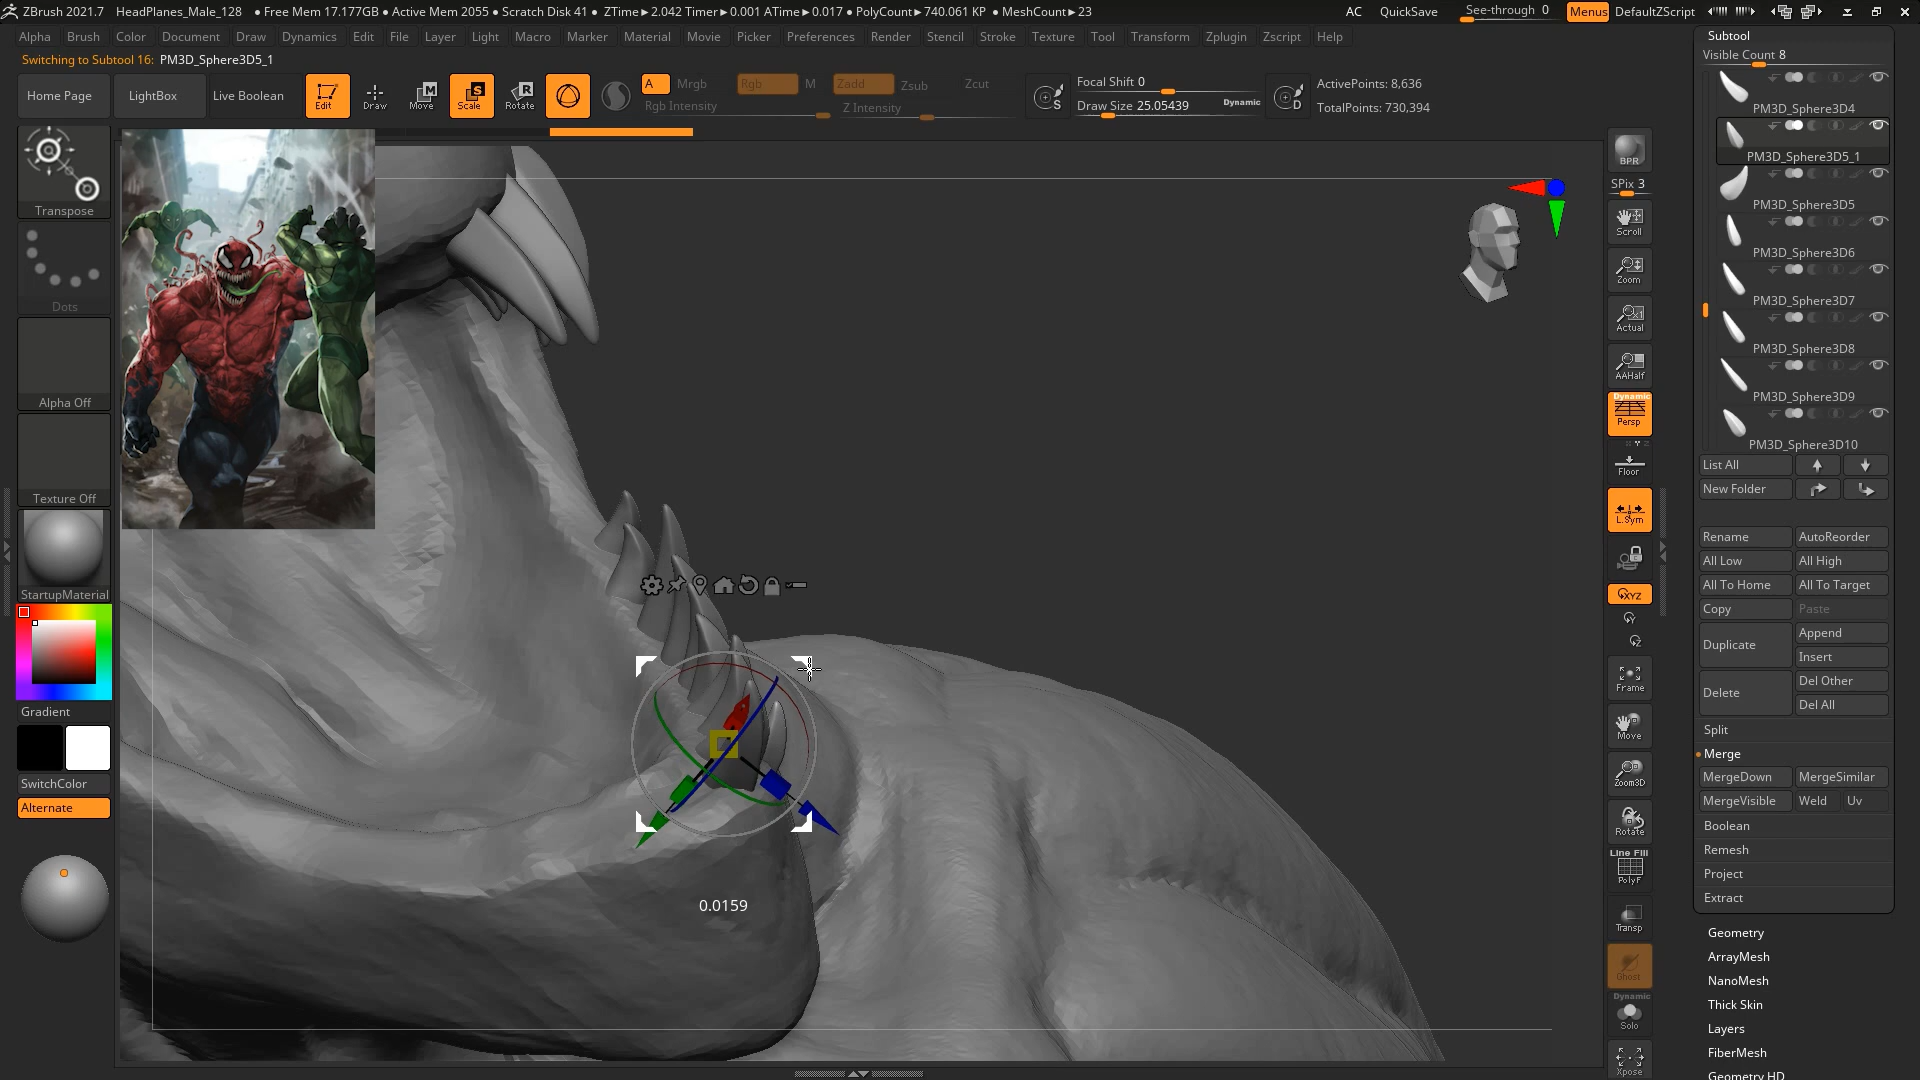 ZBrush 2021.7 HeadPlanes_Male_128 ● Free Mem 17.177GB ● Active Mem 2055 ● Scratch Disk 41 ● ZTime►2.042 Timer►0.001 ATime►0.017 ● PolyCount►740.061 KP ● MeshCount►23 AC QuickSave See-through 0 Menus DefaultZScript
Alpha Brush Color Document Draw Dynamics Edit File Layer Light Macro Marker Material Movie Picker Preferences Render Stencil Stroke Texture Tool Transform Zplugin Zscript Help
Switching to Subtool 16: PM3D_Sphere3D5_1
Home Page LightBox Live Boolean Edit Draw Move Scale Rotate
A Mrgb Rgb M Zadd Zsub Zcut
Rgb Intensity Z Intensity
S Focal Shift 0
Draw Size 25.05439 Dynamic
D ActivePoints: 8,636
TotalPoints: 730,394
Transpose
Dots
Alpha Off
Texture Off
StartupMaterial
Gradient
SwitchColor
Alternate
0.0159
BPR
SPix 3
Scroll
Zoom
Actual
AAHalf
Dynamic
Persp
Floor
L.Sym
XYZ
Y
Z
Frame
Move
Zoom3D
Rotate
Line Fill
PolyF
Transp
Ghost
Dynamic
Solo
Xpose
Subtool
Visible Count 8
PM3D_Sphere3D4
PM3D_Sphere3D5_1
PM3D_Sphere3D5
PM3D_Sphere3D6
PM3D_Sphere3D7
PM3D_Sphere3D8
PM3D_Sphere3D9
PM3D_Sphere3D10
List All
New Folder
Rename AutoReorder
All Low All High
All To Home All To Target
Copy Paste
Duplicate Append
Insert
Delete Del Other
Del All
Split
Merge
MergeDown MergeSimilar
MergeVisible Weld Uv
Boolean
Remesh
Project
Extract
Geometry
ArrayMesh
NanoMesh
Thick Skin
Layers
FiberMesh
Geometry HD